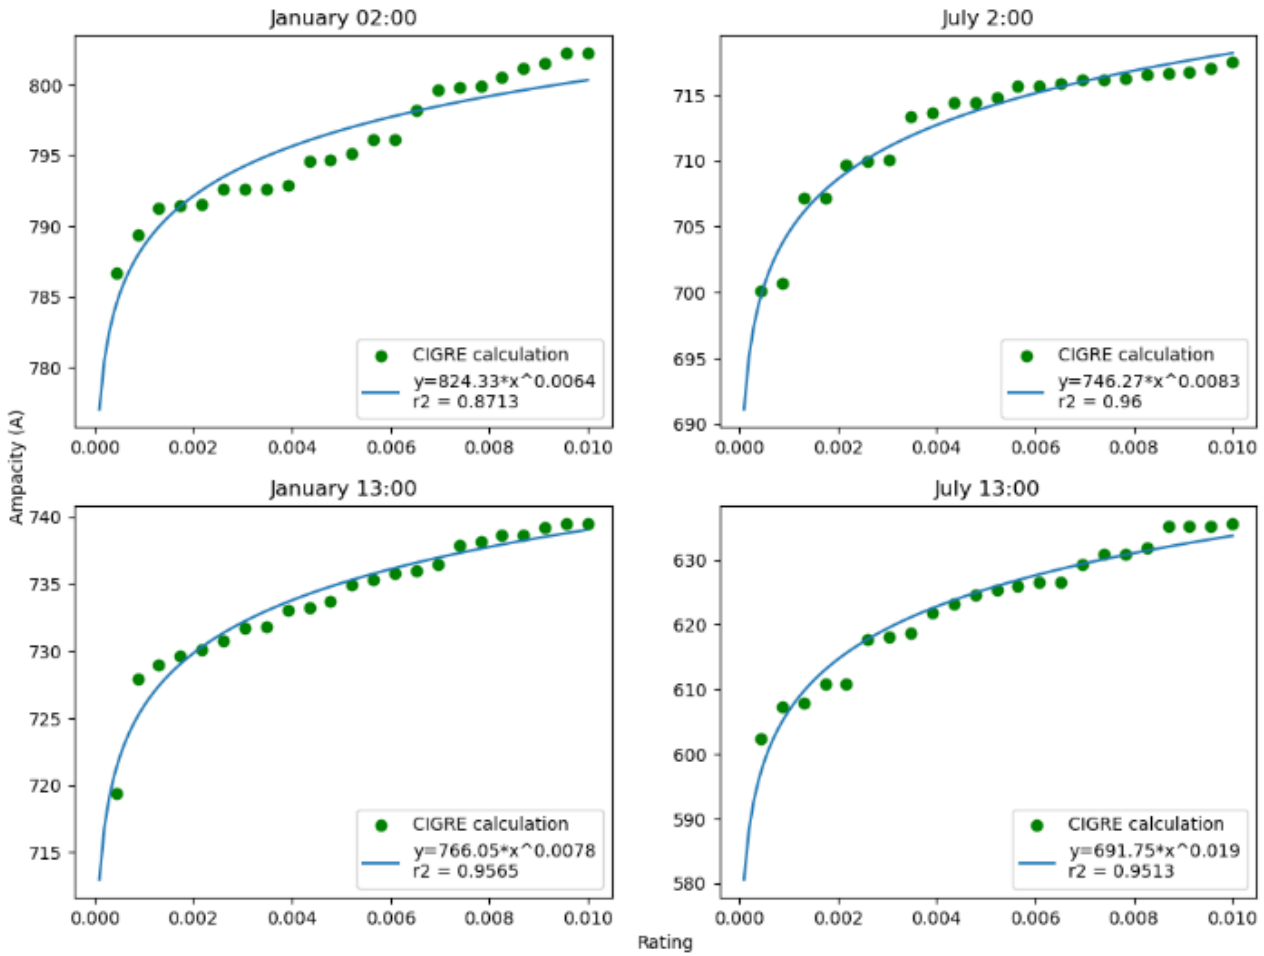 January 02:00
800
795
790
785
780
0.000 0.002 0.004 0.006 0.008 0.010
CIGRE calculation
y=824.33*x^0.0064
r2 = 0.8713
July 2:00
715
710
705
700
695
690
0.000 0.002 0.004 0.006 0.008 0.010
CIGRE calculation
y=746.27*x^0.0083
r2 = 0.96
Ampacity (A)
January 13:00
740
735
730
725
720
715
0.000 0.002 0.004 0.006 0.008 0.010
CIGRE calculation
y=766.05*x^0.0078
r2 = 0.9565
July 13:00
630
620
610
600
590
580
0.000 0.002 0.004 0.006 0.008 0.010
CIGRE calculation
y=691.75*x^0.019
r2 = 0.9513
Rating